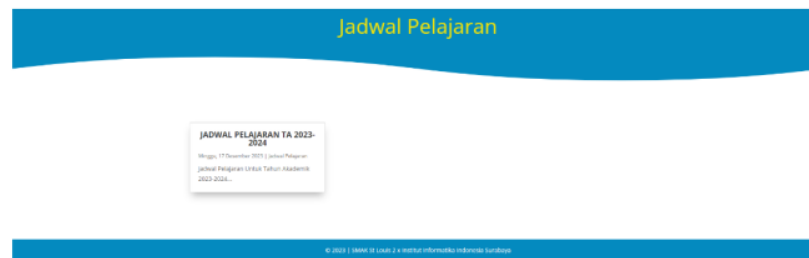 Jadwal Pelajaran
JADWAL PELAJARAN TA 2023-
2024
Minggu, 17 Desember 2023 | Jadwal Pelajaran
Jadwal Pelajaran Untuk Tahun Akademik
2023-2024...
© 2023 | SMAK St Louis 2 x Institut Informatika Indonesia Surabaya